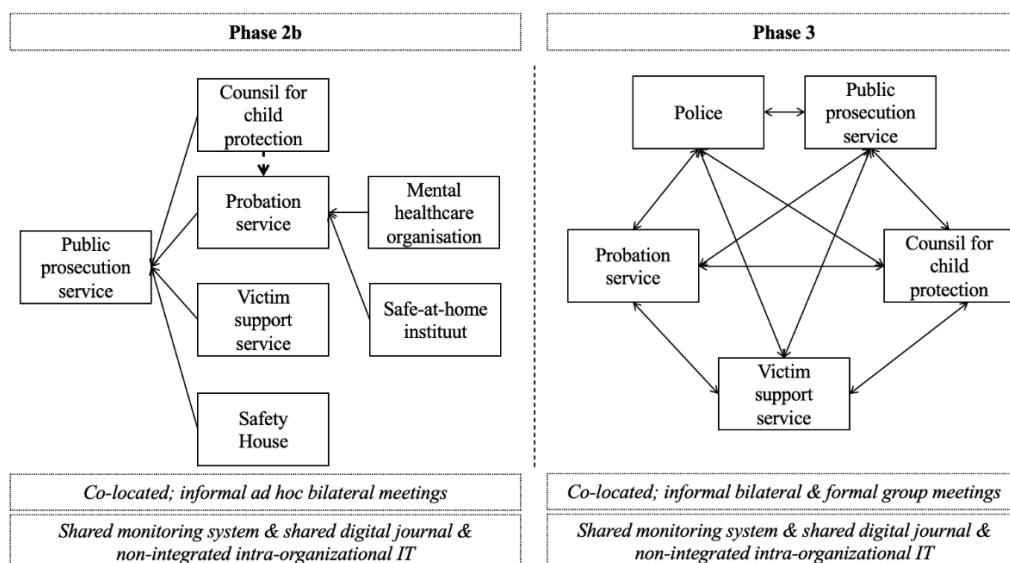 Phase 2b
Counsil for
child
protection
Probation
service
Mental
healthcare
organisation
Public
prosecution
service
Victim
support
service
Safe-at-home
instituut
Safety
House
Co-located; informal ad hoc bilateral meetings
Shared monitoring system & shared digital journal &
non-integrated intra-organizational IT
Phase 3
Police
Public
prosecution
service
Probation
service
Counsil for
child
protection
Victim
support
service
Co-located; informal bilateral & formal group meetings
Shared monitoring system & shared digital journal &
non-integrated intra-organizational IT